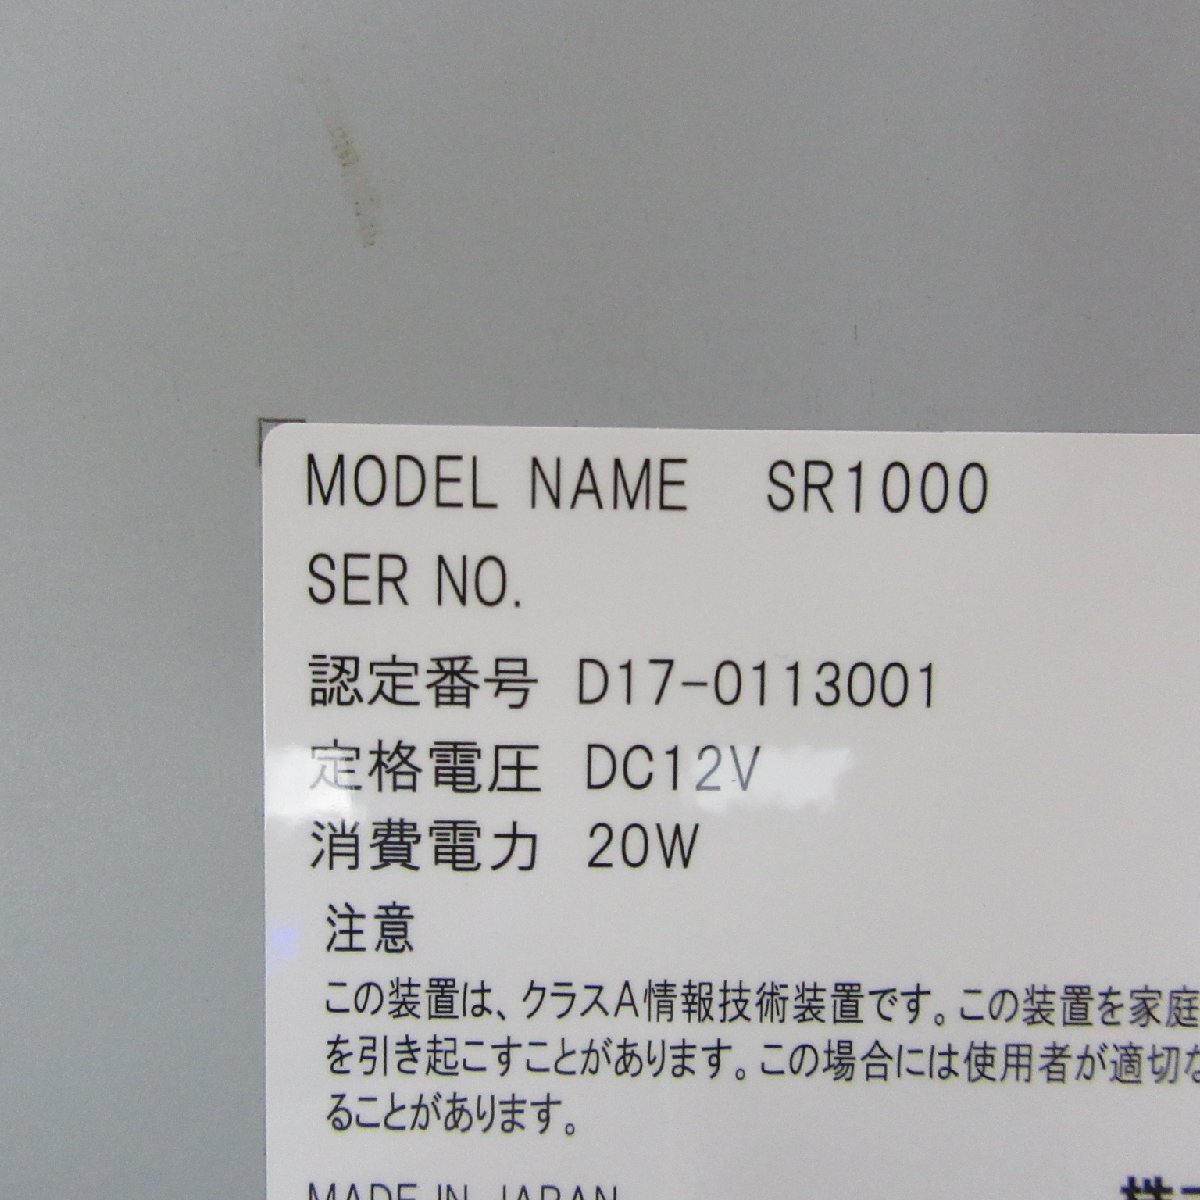 MODEL NAME SR1000
SER NO.
認定番号 D17-0113001
定格電圧 DC12V
消費電力 20W
注意
この装置は、クラスA情報技術装置です。この装置を家庭
を引き起こすことがあります。この場合には使用者が適切な
ることがあります。
MADE IN JAPAN 株